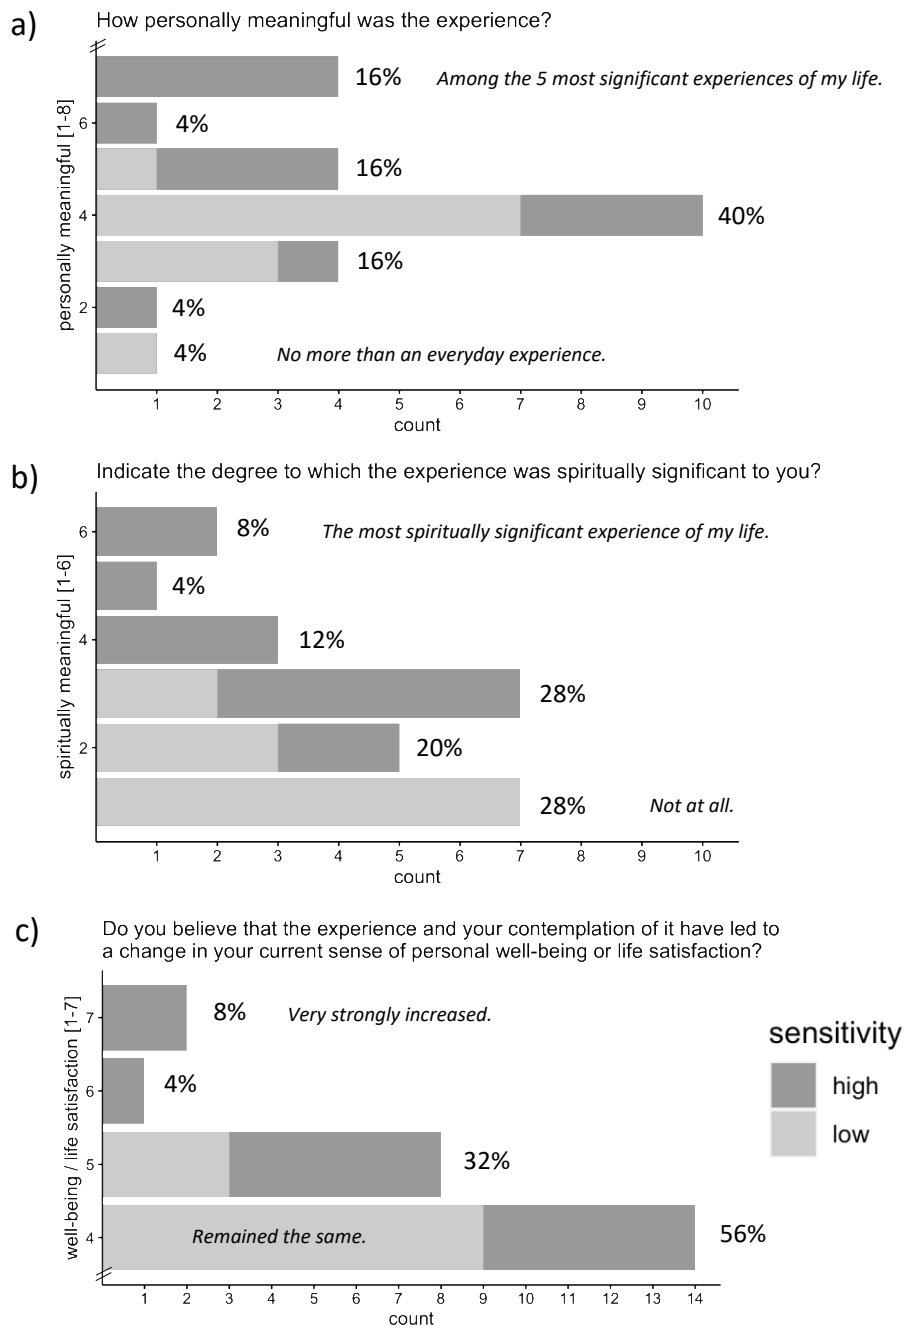 a)
How personally meaningful was the experience?
personally meaningful [1-8]
16%
Among the 5 most significant experiences of my life.
6
4%
16%
4
40%
16%
2
4%
4%
No more than an everyday experience.
1 2 3 4 5 6 7 8 9 10
count
b)
Indicate the degree to which the experience was spiritually significant to you?
spiritually meaningful [1-6]
6
8%
The most spiritually significant experience of my life.
4%
4
12%
28%
2
20%
28%
Not at all.
1 2 3 4 5 6 7 8 9 10
count
c)
Do you believe that the experience and your contemplation of it have led to
a change in your current sense of personal well-being or life satisfaction?
well-being / life satisfaction [1-7]
7
8%
Very strongly increased.
6
4%
5
32%
4
Remained the same.
56%
1 2 3 4 5 6 7 8 9 10 11 12 13 14
count
sensitivity
high
low